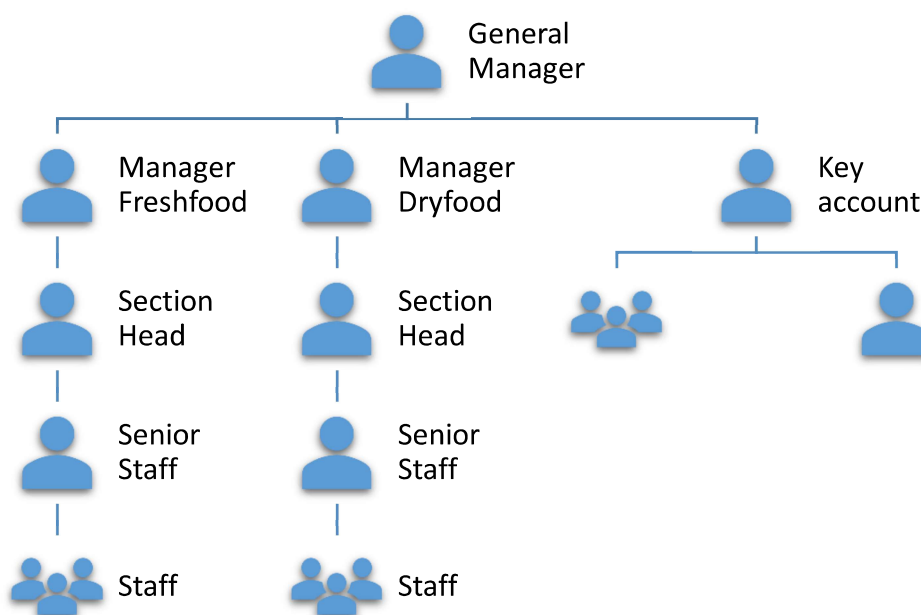 General
Manager
Manager
Freshfood
Manager
Dryfood
Key
account
Section
Head
Section
Head
Senior
Staff
Senior
Staff
Staff
Staff